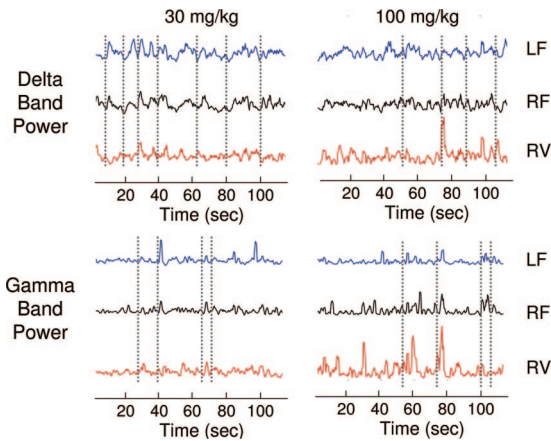 30 mg/kg 100 mg/kg
Delta Band Power
LF
RF
RV
20 40 60 80 100 20 40 60 80 100
Time (sec) Time (sec)
Gamma Band Power
LF
RF
RV
20 40 60 80 100 20 40 60 80 100
Time (sec) Time (sec)